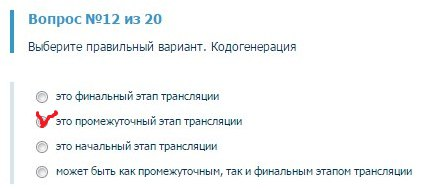 Вопрос №12 из 20
Выберите правильный вариант. Кодогенерация
это финальный этап трансляции
это промежуточный этап трансляции
это начальный этап трансляции
может быть как промежуточным, так и финальным этапом трансляции